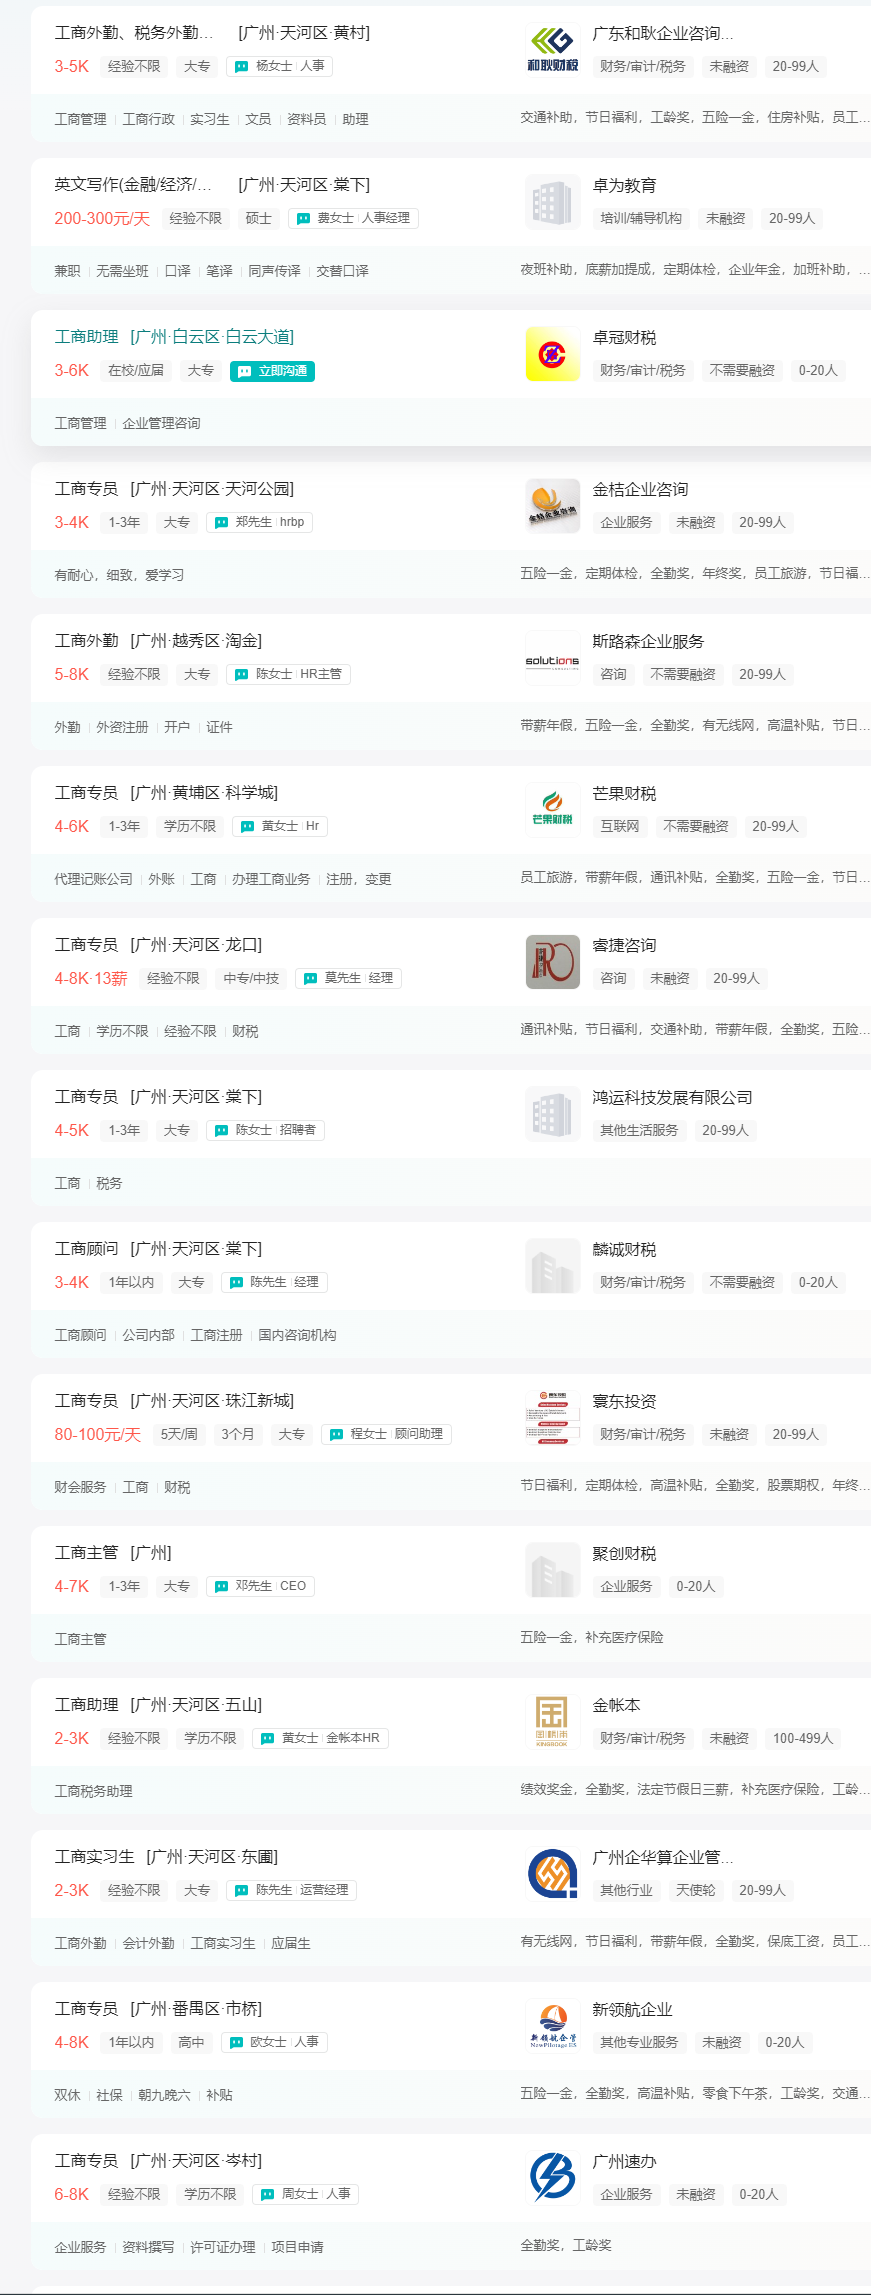 工商外勤、税务外勤... [广州·天河区·黄村]
3-5K 经验不限 大专 杨女士 人事
工商管理 工商行政 实习生 文员 资料员 助理
和耿财税
广东和耿企业咨询...
财务/审计/税务 未融资 20-99人
交通补助，节日福利，工龄奖，五险一金，住房补贴，员工...
英文写作(金融/经济/... [广州·天河区·棠下]
200-300元/天 经验不限 硕士 龚女士 人事经理
兼职 无需坐班 口译 笔译 同声传译 交替口译
卓为教育
培训/辅导机构 未融资 20-99人
夜班补助，底薪加提成，定期体检，企业年金，加班补助，...
工商助理 [广州·白云区·白云大道]
3-6K 在校/应届 大专 立即沟通
工商管理 企业管理咨询
卓冠财税
财务/审计/税务 不需要融资 0-20人
工商专员 [广州·天河区·天河公园]
3-4K 1-3年 大专 郑先生 hrbp
有耐心，细致，爱学习
金桔企业咨询
金桔企业咨询
企业服务 未融资 20-99人
五险一金，定期体检，全勤奖，年终奖，员工旅游，节日福...
工商外勤 [广州·越秀区·淘金]
5-8K 经验不限 大专 陈女士 HR主管
外勤 外资注册 开户 证件
solutions
斯路森企业服务
咨询 不需要融资 20-99人
带薪年假，五险一金，全勤奖，有无线网，高温补贴，节日...
工商专员 [广州·黄埔区·科学城]
4-6K 1-3年 学历不限 黄女士 Hr
代理记账公司 外账 工商 办理工商业务 注册，变更
芒果财税
芒果财税
互联网 不需要融资 20-99人
员工旅游，带薪年假，通讯补贴，全勤奖，五险一金，节日...
工商专员 [广州·天河区·龙口]
4-8K·13薪 经验不限 中专/中技 莫先生 经理
工商 学历不限 经验不限 财税
睿捷咨询
咨询 未融资 20-99人
通讯补贴，节日福利，交通补助，带薪年假，全勤奖，五险...
工商专员 [广州·天河区·棠下]
4-5K 1-3年 大专 陈女士 招聘者
工商 税务
鸿运科技发展有限公司
其他生活服务 20-99人
工商顾问 [广州·天河区·棠下]
3-4K 1年以内 大专 陈先生 经理
工商顾问 公司内部 工商注册 国内咨询机构
麟诚财税
财务/审计/税务 不需要融资 0-20人
工商专员 [广州·天河区·珠江新城]
80-100元/天 5天/周 3个月 大专 程女士 顾问助理
财会服务 工商 财税
寰东投资
财务/审计/税务 未融资 20-99人
节日福利，定期体检，高温补贴，全勤奖，股票期权，年终...
工商主管 [广州]
4-7K 1-3年 大专 邓先生 CEO
工商主管
聚创财税
企业服务 0-20人
五险一金，补充医疗保险
工商助理 [广州·天河区·五山]
2-3K 经验不限 学历不限 黄女士 金帐本HR
工商税务助理
KINGBOOK
金帐本
财务/审计/税务 未融资 100-499人
绩效奖金，全勤奖，法定节假日三薪，补充医疗保险，工龄...
工商实习生 [广州·天河区·东圃]
2-3K 经验不限 大专 陈先生 运营经理
工商外勤 会计外勤 工商实习生 应届生
广州企华算企业管...
其他行业 天使轮 20-99人
有无线网，节日福利，带薪年假，全勤奖，保底工资，员工...
工商专员 [广州·番禺区·市桥]
4-8K 1年以内 高中 欧女士 人事
双休 社保 朝九晚六 补贴
新领航企管
NewPilotage ES
新领航企业
其他专业服务 未融资 0-20人
五险一金，全勤奖，高温补贴，零食下午茶，工龄奖，交通...
工商专员 [广州·天河区·岑村]
6-8K 经验不限 学历不限 周女士 人事
企业服务 资料撰写 许可证办理 项目申请
广州速办
企业服务 未融资 0-20人
全勤奖，工龄奖